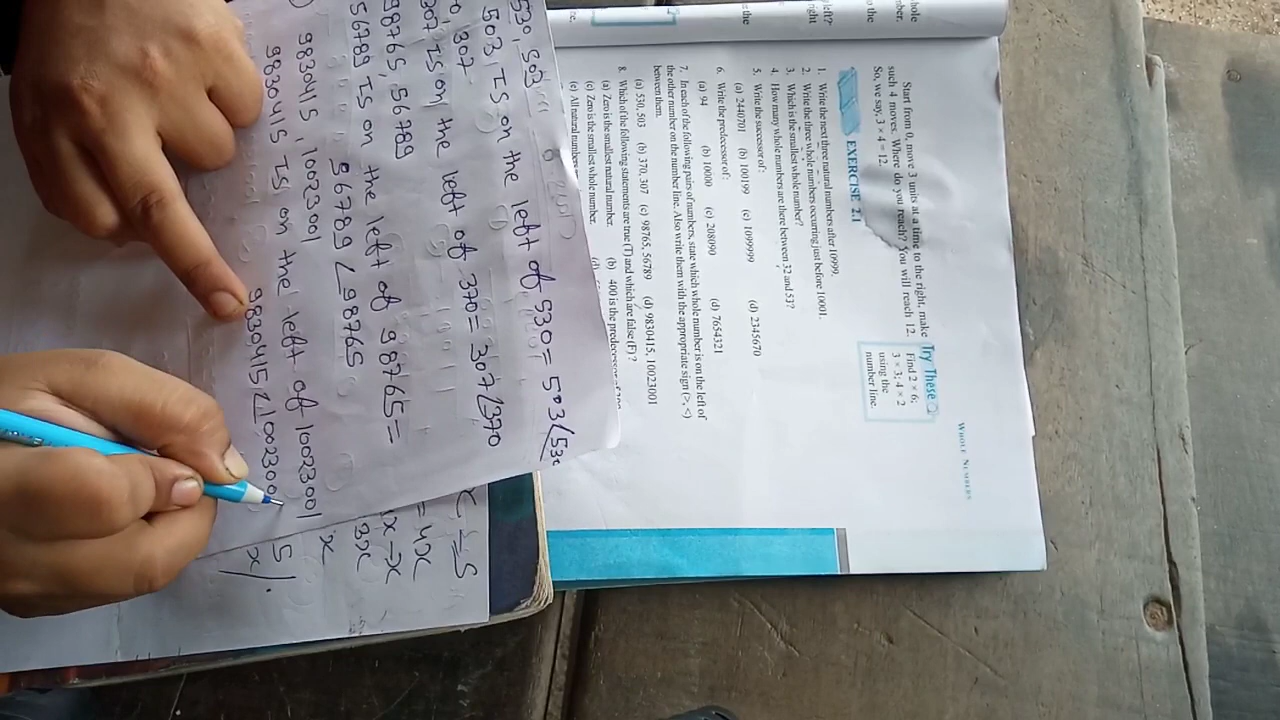 WHOLE NUMBERS
Start from 0, move 3 units at a time to the right, make
such 4 moves. Where do you reach? You will reach 12.
So, we say, 3 × 4 = 12.
Try These
Find 2 × 6;
3 × 3; 4 × 2
using the
number line.
EXERCISE 2.1
1. Write the next three natural numbers after 10999.
2. Write the three whole numbers occurring just before 10001.
3. Which is the smallest whole number?
4. How many whole numbers are there between 32 and 53?
5. Write the successor of :
(a) 2440701 (b) 100199 (c) 1099999 (d) 2345670
6. Write the predecessor of :
(a) 94 (b) 10000 (c) 208090 (d) 7654321
7. In each of the following pairs of numbers, state which whole number is on the left of
the other number on the number line. Also write them with the appropriate sign (>, <)
between them.
(a) 530, 503 (b) 370, 307 (c) 98765, 56789 (d) 9830415, 10023001
8. Which of the following statements are true (T) and which are false (F) ?
(a) Zero is the smallest natural number. (b) 400 is the predecessor of
(c) Zero is the smallest whole number. (d)
(e) All natural numbers
530, 503
503, Is on the left of 530 = 503 < 530
0, 307
307, Is on the left of 370 = 307 < 370
98765, 56789
56789 Is on the left of 98765 =
56789 < 98765
9830415, 10023001
9830415 Is on the left of 10023001
9830415 < 1002300